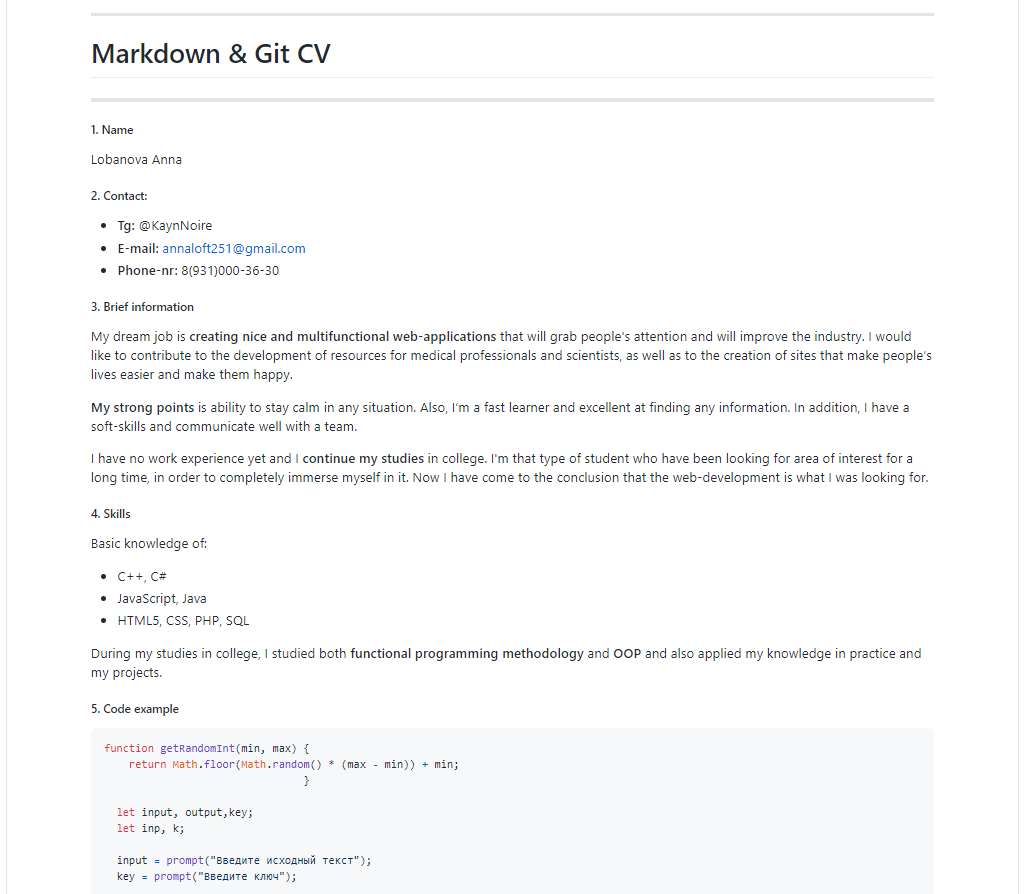 Markdown & Git CV
1. Name
Lobanova Anna
2. Contact:
Tg: @KaynNoire
E-mail: annaloft251@gmail.com
Phone-nr: 8(931)000-36-30
3. Brief information
My dream job is creating nice and multifunctional web-applications that will grab people's attention and will improve the industry. I would
like to contribute to the development of resources for medical professionals and scientists, as well as to the creation of sites that make people's
lives easier and make them happy.
My strong points is ability to stay calm in any situation. Also, I'm a fast learner and excellent at finding any information. In addition, I have a
soft-skills and communicate well with a team.
I have no work experience yet and I continue my studies in college. I'm that type of student who have been looking for area of interest for a
long time, in order to completely immerse myself in it. Now I have come to the conclusion that the web-development is what I was looking for.
4. Skills
Basic knowledge of:
C++, C#
JavaScript, Java
HTML5, CSS, PHP, SQL
During my studies in college, I studied both functional programming methodology and OOP and also applied my knowledge in practice and
my projects.
5. Code example
function getRandomInt(min, max) {
return Math.floor(Math.random() * (max - min)) + min;
}
let input, output,key;
let inp, k;
input = prompt("Введите исходный текст");
key = prompt("Введите ключ");